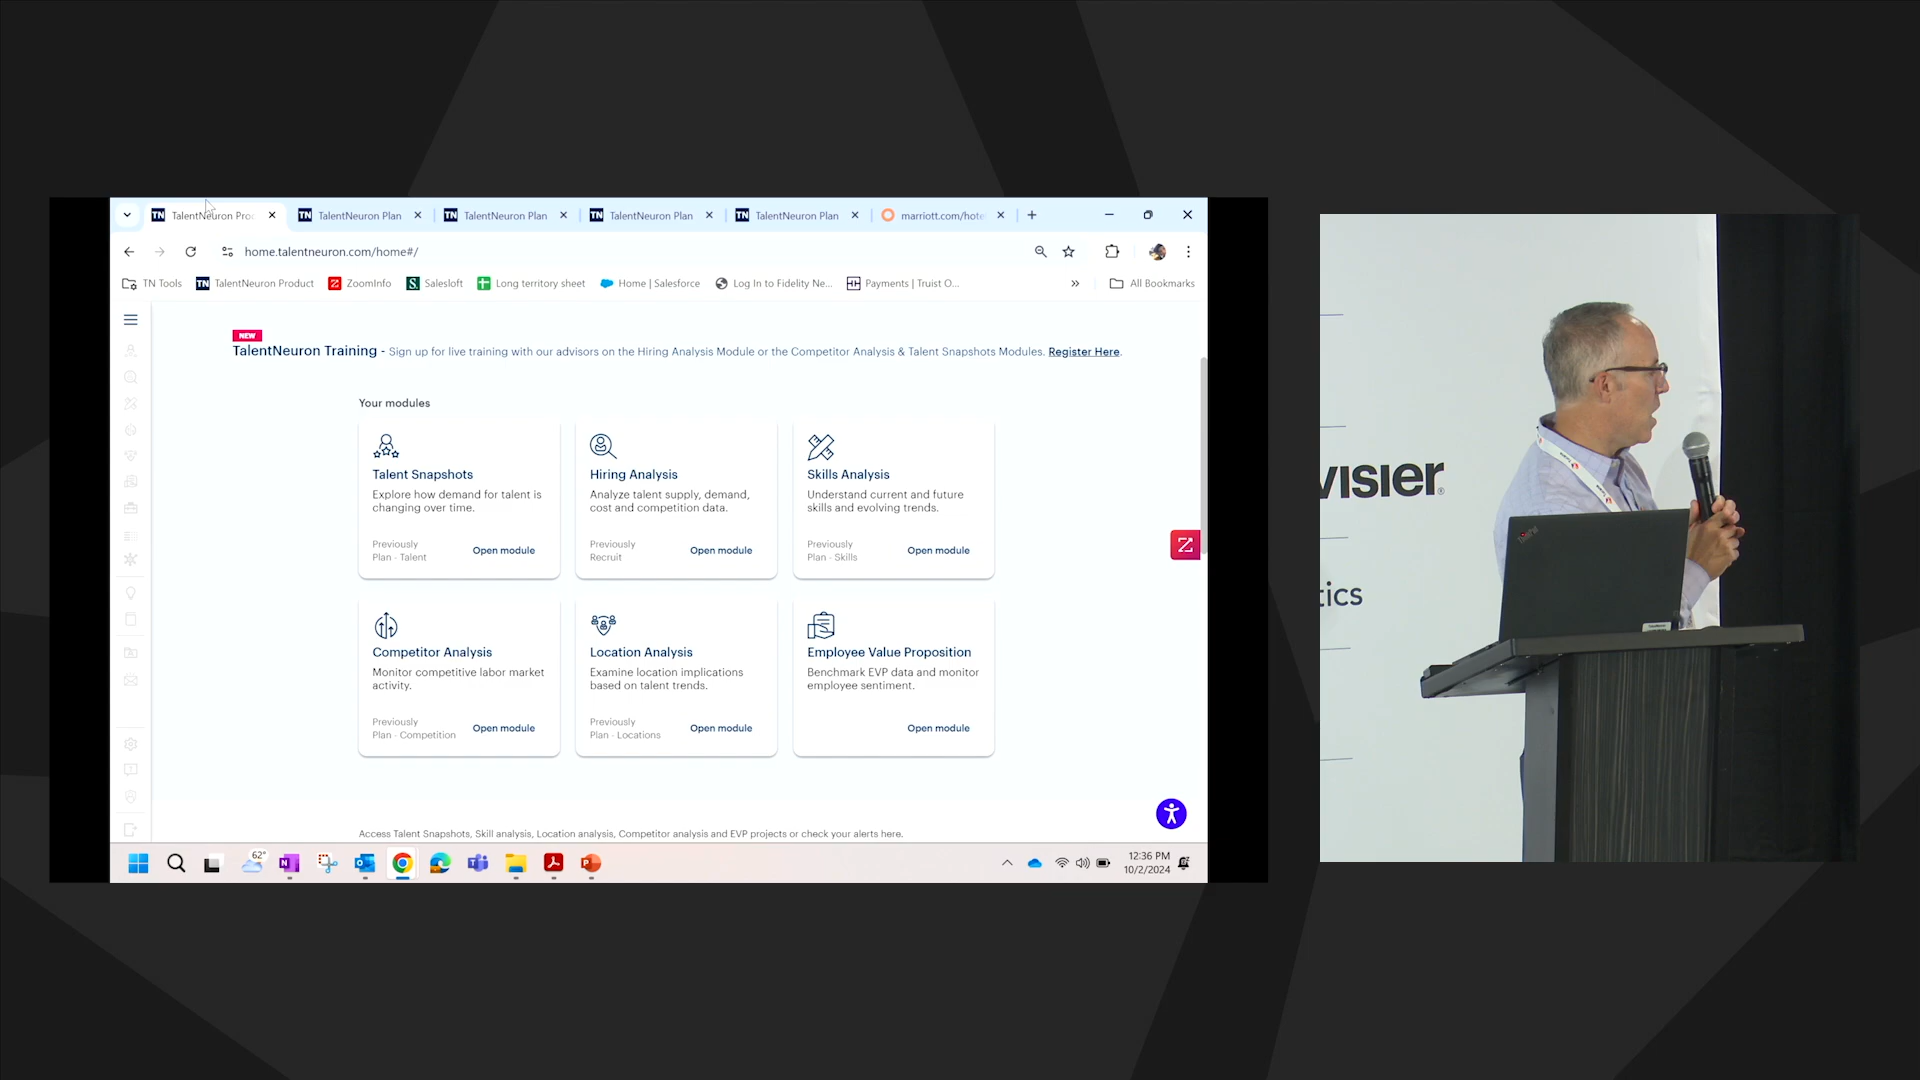 TN TalentNeuron Proc
TN TalentNeuron Plan
TN TalentNeuron Plan
TN TalentNeuron Plan
TN TalentNeuron Plan
marriott.com/hote
home.talentneuron.com/home#/
TN Tools
TN TalentNeuron Product
ZoomInfo
S Salesloft
Long territory sheet
Home | Salesforce
Log In to Fidelity Ne...
Payments | Truist O...
»
All Bookmarks
NEW
TalentNeuron Training - Sign up for live training with our advisors on the Hiring Analysis Module or the Competitor Analysis & Talent Snapshots Modules. Register Here.
Your modules
Talent Snapshots
Explore how demand for talent is
changing over time.
Previously
Plan - Talent
Open module
Hiring Analysis
Analyze talent supply, demand,
cost and competition data.
Previously
Recruit
Open module
Skills Analysis
Understand current and future
skills and evolving trends.
Previously
Plan - Skills
Open module
Competitor Analysis
Monitor competitive labor market
activity.
Previously
Plan - Competition
Open module
Location Analysis
Examine location implications
based on talent trends.
Previously
Plan - Locations
Open module
Employee Value Proposition
Benchmark EVP data and monitor
employee sentiment.
Open module
Access Talent Snapshots, Skill analysis, Location analysis, Competitor analysis and EVP projects or check your alerts here.
62°
12:36 PM
10/2/2024
visier
tics
ThinkPad